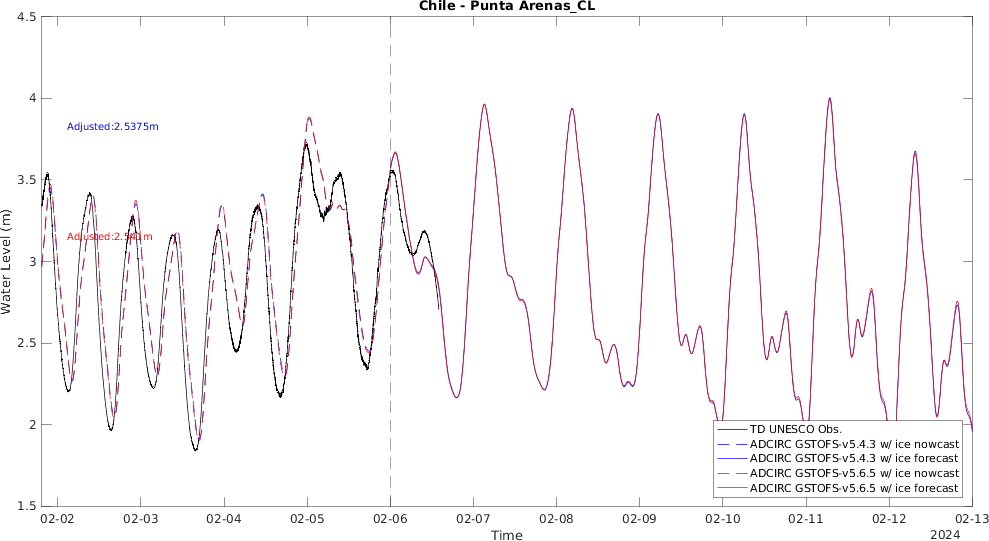 Chile - Punta Arenas_CL
4.5
4
3.5
3
2.5
2
1.5
Water Level (m)
Adjusted:2.5375m
Adjusted:2.541m
TD UNESCO Obs.
ADCIRC GSTOFS-v5.4.3 w/ ice nowcast
ADCIRC GSTOFS-v5.4.3 w/ ice forecast
ADCIRC GSTOFS-v5.6.5 w/ ice nowcast
ADCIRC GSTOFS-v5.6.5 w/ ice forecast
02-02 02-03 02-04 02-05 02-06 02-07 02-08 02-09 02-10 02-11 02-12 02-13
Time
2024